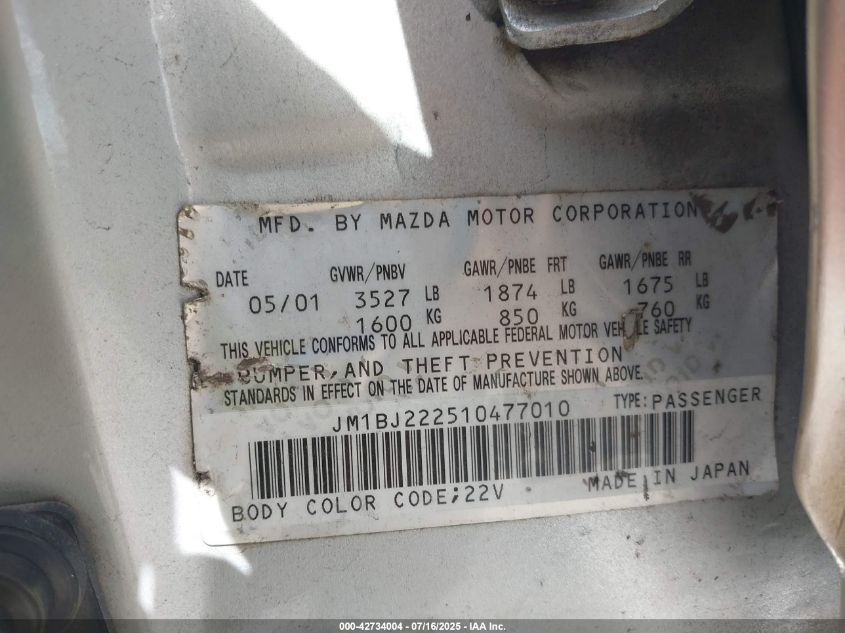 MFD. BY MAZDA MOTOR CORPORATION
DATE GVWR/PNBV GAWR/PNBE FRT GAWR/PNBE RR
05/01 3527 LB 1874 LB 1675 LB
1600 KG 850 KG 760 KG
THIS VEHICLE CONFORMS TO ALL APPLICABLE FEDERAL MOTOR VEHICLE SAFETY
BUMPER, AND THEFT PREVENTION
STANDARDS IN EFFECT ON THE DATE OF MANUFACTURE SHOWN ABOVE.
JM1BJ222510477010 TYPE:PASSENGER
BODY COLOR CODE;22V MADE IN JAPAN
000-42734004 - 07/16/2025 - IAA Inc.